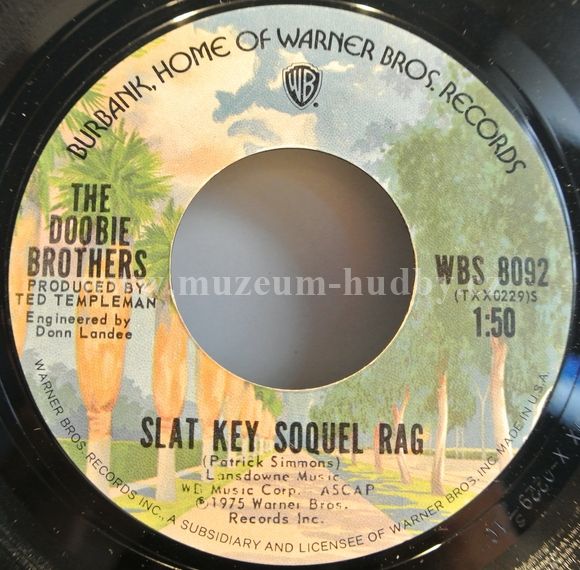 BURBANK, HOME OF WARNER BROS. RECORDS
WB
THE
DOOBIE
BROTHERS
PRODUCED BY
TED TEMPLEMAN
Engineered by
Donn Landee
WBS 8092
(TXX0229)S
1:50
www.muzeum-hudby
SLAT KEY SOQUEL RAG
(Patrick Simmons)
Lansdowne Music
WB Music Corp. - ASCAP
©1975 Warner Bros.
Records Inc.
WARNER BROS. RECORDS INC., A SUBSIDIARY AND LICENSEE OF WARNER BROS. INC. MADE IN U.S.A.